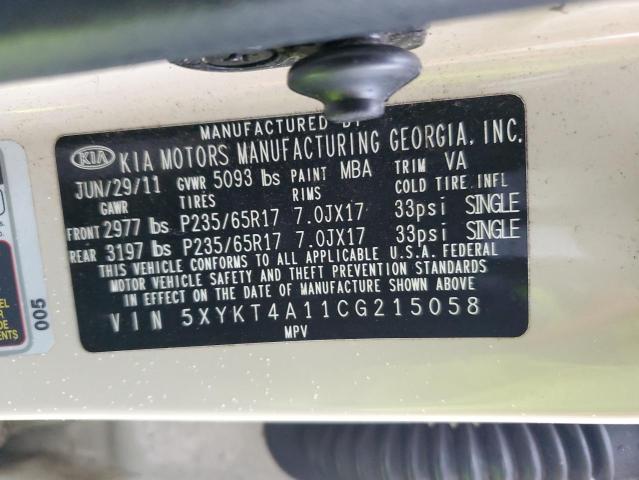 MANUFACTURED BY
KIA KIA MOTORS MANUFACTURING GEORGIA, INC.
JUN/29/11 GVWR 5093 lbs PAINT MBA TRIM VA
GAWR TIRES RIMS COLD TIRE INFL
FRONT 2977 lbs P235/65R17 7.0JX17 33psi SINGLE
REAR 3197 lbs P235/65R17 7.0JX17 33psi SINGLE
THIS VEHICLE CONFORMS TO ALL APPLICABLE U.S.A. FEDERAL
MOTOR VEHICLE SAFETY AND THEFT PREVENTION STANDARDS
IN EFFECT ON THE DATE OF MANUFACTURE SHOWN ABOVE
VIN 5XYKT4A11CG215058
MPV
005